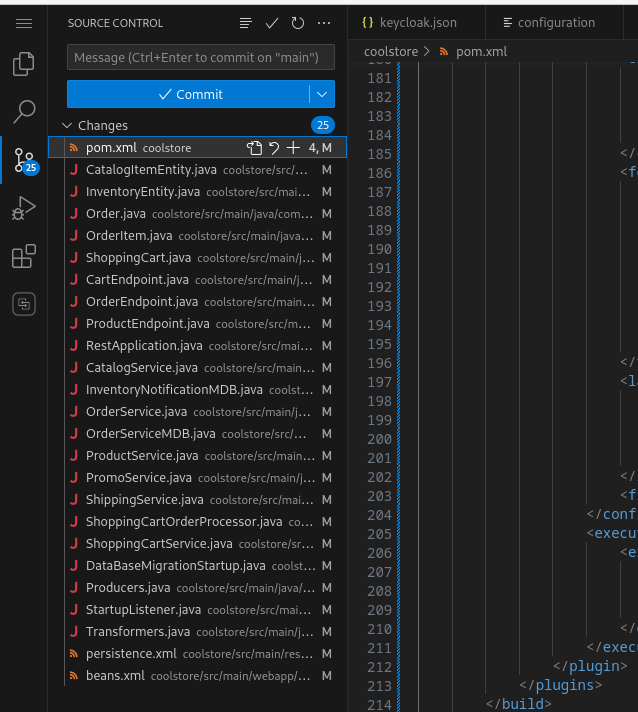 SOURCE CONTROL
Message (Ctrl+Enter to commit on "main")
Commit
Changes 25
pom.xml coolstore 4, M
CatalogItemEntity.java coolstore/src/... M
InventoryEntity.java coolstore/src/mai... M
Order.java coolstore/src/main/java/com... M
OrderItem.java coolstore/src/main/java... M
ShoppingCart.java coolstore/src/main/j... M
CartEndpoint.java coolstore/src/main/j... M
OrderEndpoint.java coolstore/src/main... M
ProductEndpoint.java coolstore/src/m... M
RestApplication.java coolstore/src/mai... M
CatalogService.java coolstore/src/main... M
InventoryNotificationMDB.java coolst... M
OrderService.java coolstore/src/main/j... M
OrderServiceMDB.java coolstore/src/... M
ProductService.java coolstore/src/main... M
PromoService.java coolstore/src/main/j... M
ShippingService.java coolstore/src/mai... M
ShoppingCartOrderProcessor.java co... M
ShoppingCartService.java coolstore/sr... M
DataBaseMigrationStartup.java coolst... M
Producers.java coolstore/src/main/java/... M
StartupListener.java coolstore/src/mai... M
Transformers.java coolstore/src/main/j... M
persistence.xml coolstore/src/main/res... M
beans.xml coolstore/src/main/webapp/... M
25
{} keycloak.json
configuration
coolstore > pom.xml
181
182
183
184
185 </
186 <f
187
188
189
190
191
192
193
194
195
196 </
197 <l
198
199
200
201
202 </
203 <f
204 </conf
205 <execu
206 <e
207
208
209
210 </
211 </exec
212 </plugin>
213 </plugins>
214 </build>